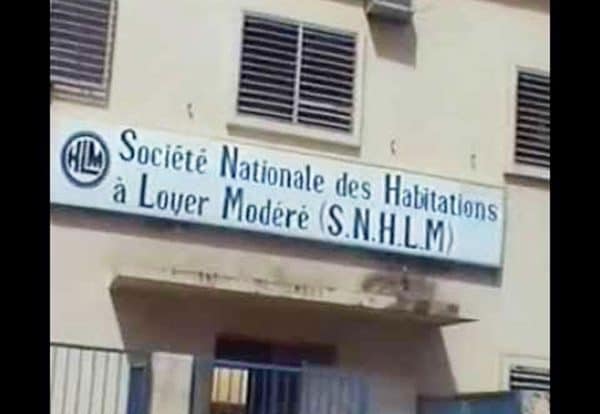 HLM
Société Nationale des Habitations
à Loyer Modéré (S.N.H.L.M)